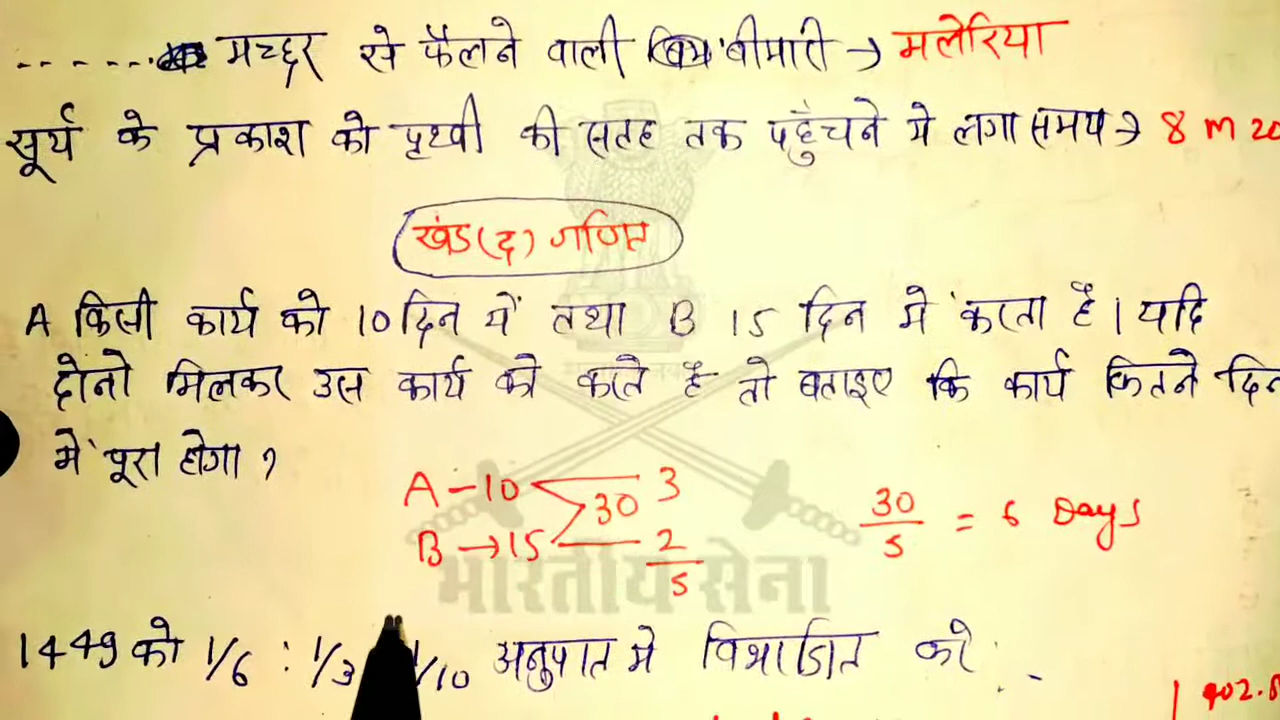 ------ मच्छर से फैलने वाली बीमारी → मलेरिया
सूर्य के प्रकाश को पृथ्वी की सतह तक पहुँचने मे लगा समय → 8 m 20
खंड (द) गणित
A किसी कार्य को 10 दिन में तथा B 15 दिन मे करता है। यदि
दोनो मिलकर उस कार्य को करते है तो बताइए कि कार्य कितने दिन
में पूरा होगा ?
A - 10 30 3
B → 15 2
5
30/5 = 6 Days
भारतीय सेना
1449 को 1/6 : 1/3 1/10 अनुपात मे विभाजित करो :-